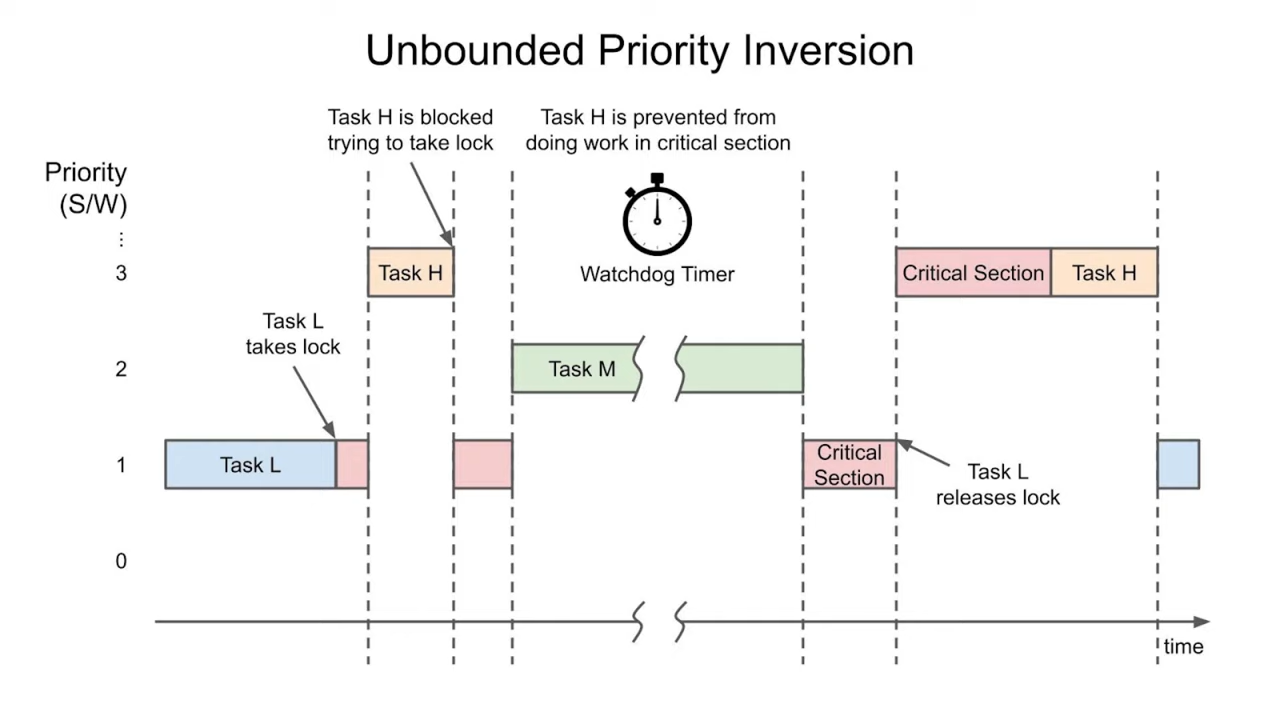 Unbounded Priority Inversion
Task H is blocked
trying to take lock
Task H is prevented from
doing work in critical section
Priority
(S/W)
⋮
3
Task H
Watchdog Timer
Critical Section
Task H
Task L
takes lock
2
Task M
1
Task L
Critical
Section
Task L
releases lock
0
time